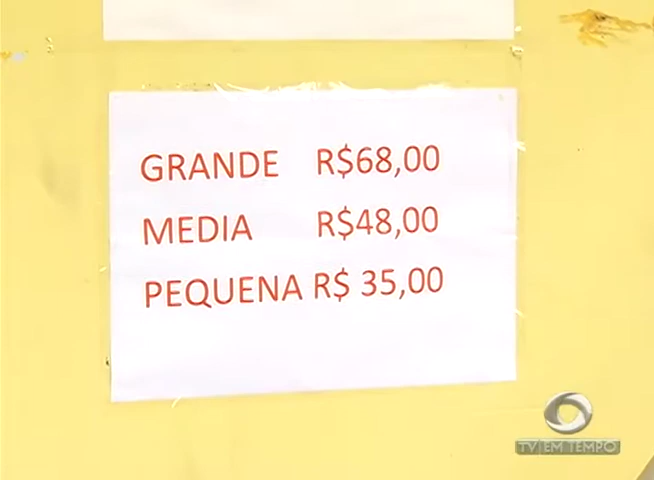 GRANDE R$68,00
MEDIA R$48,00
PEQUENA R$ 35,00
TV EM TEMPO